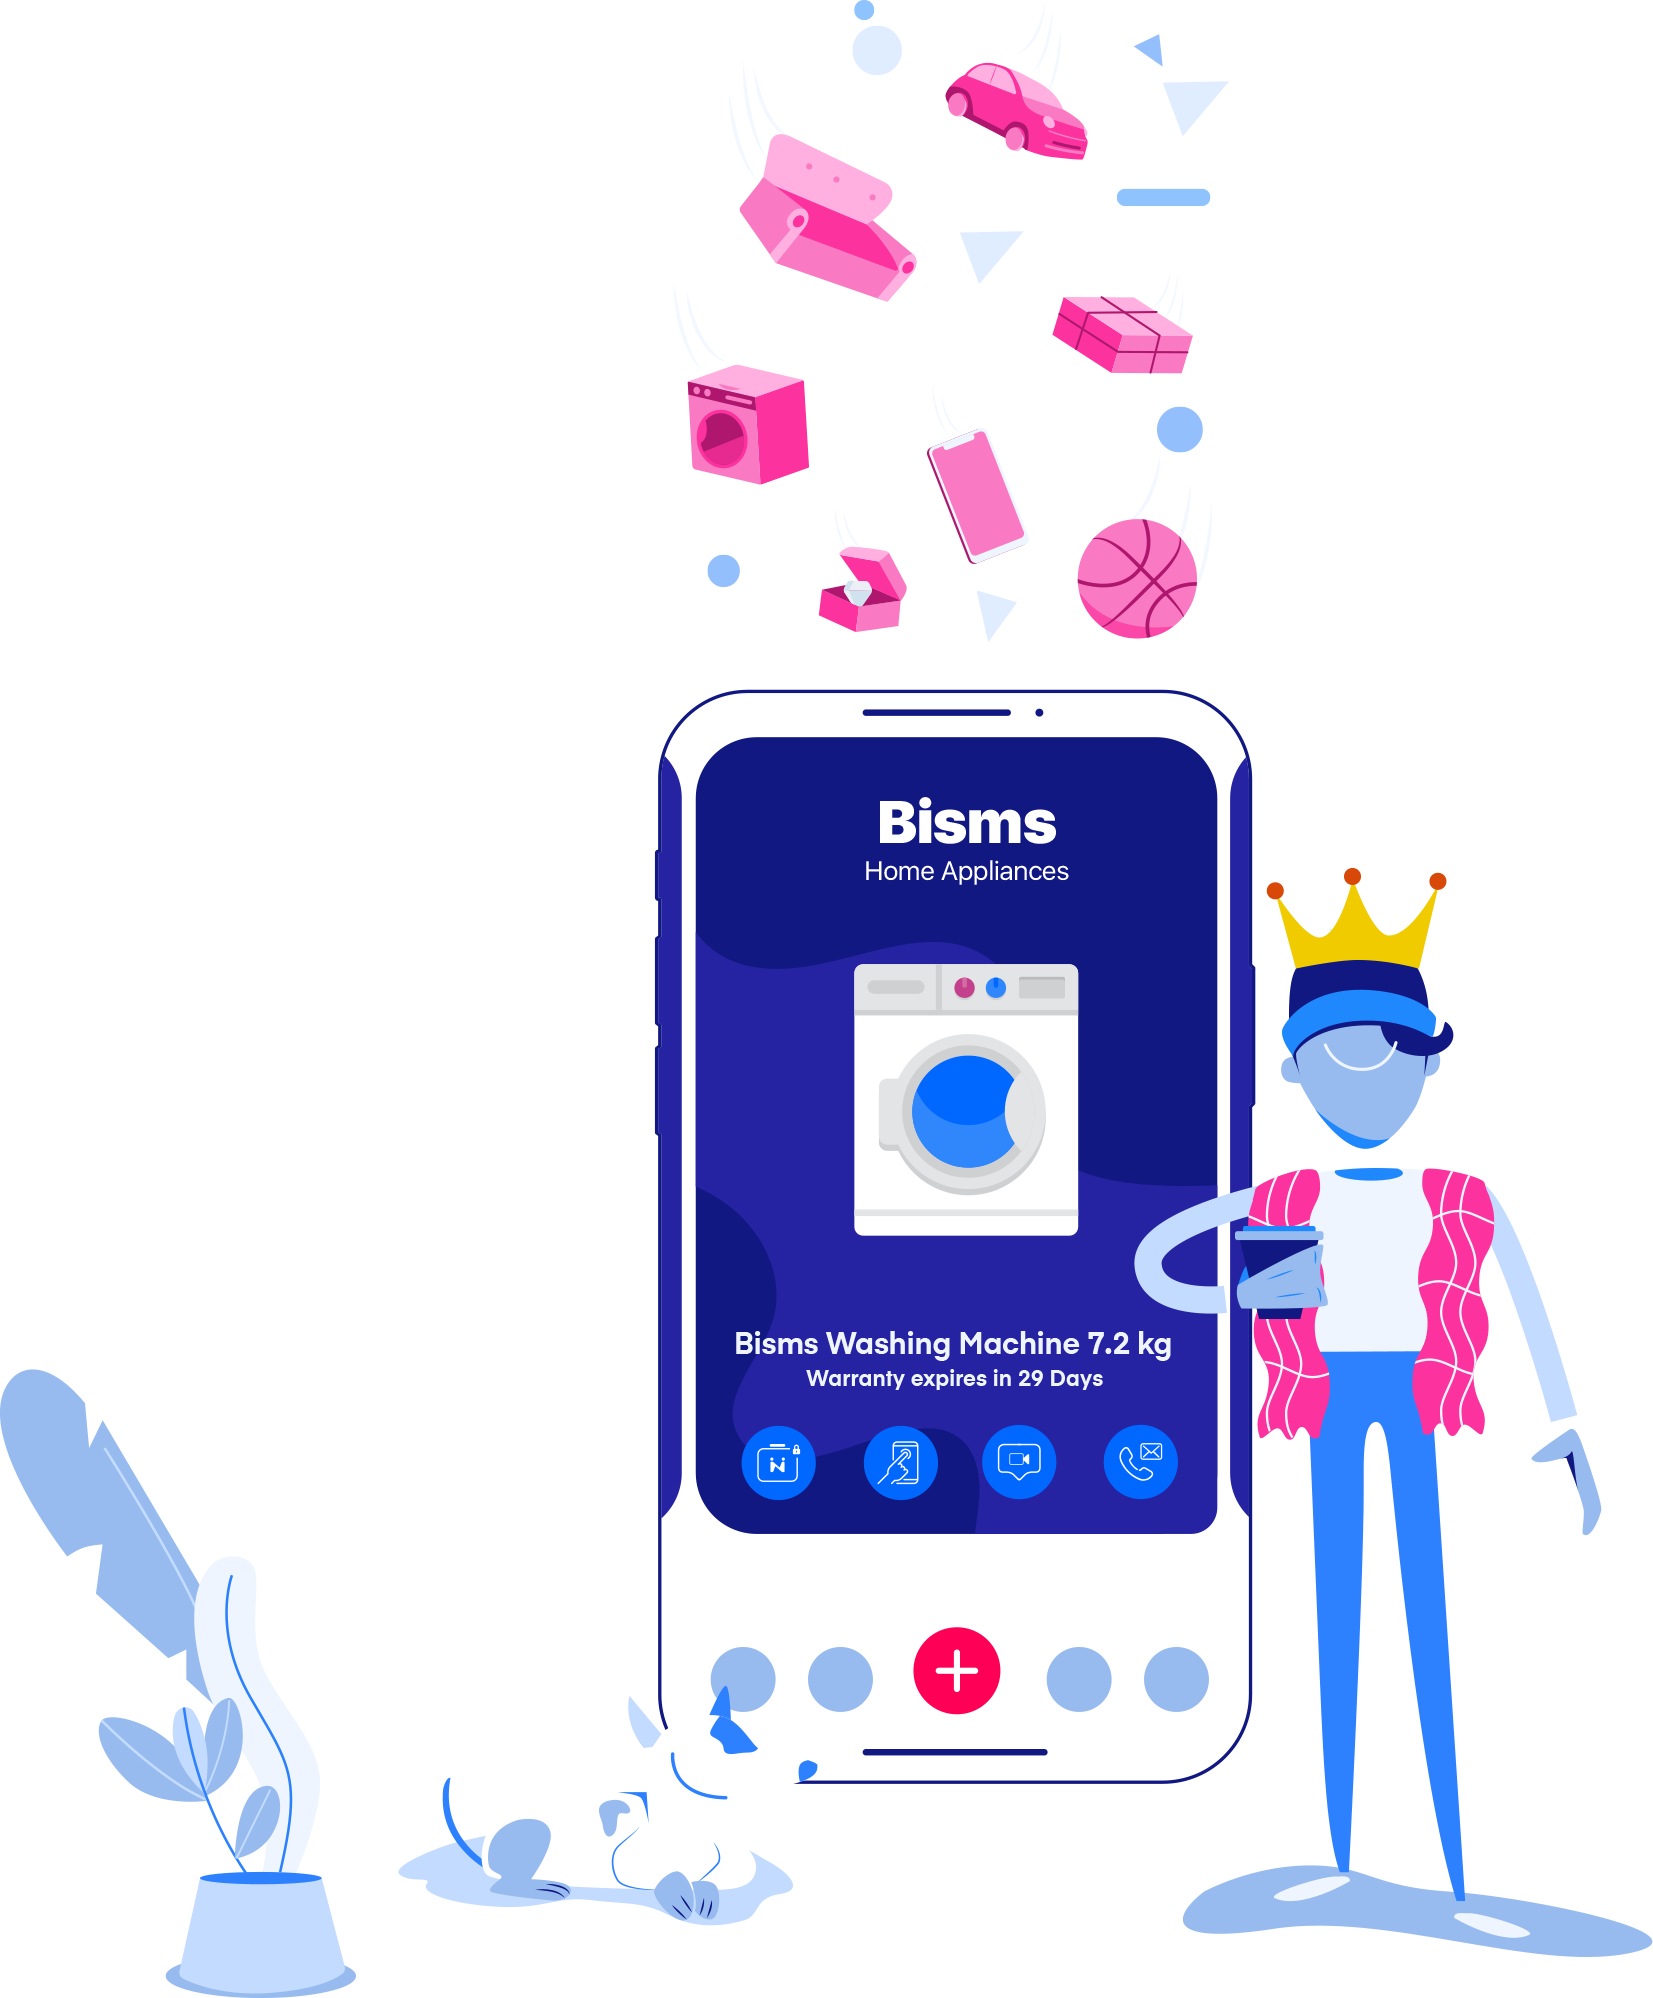 Bisms
Home Appliances
Bisms Washing Machine 7.2 kg
Warranty expires in 29 Days